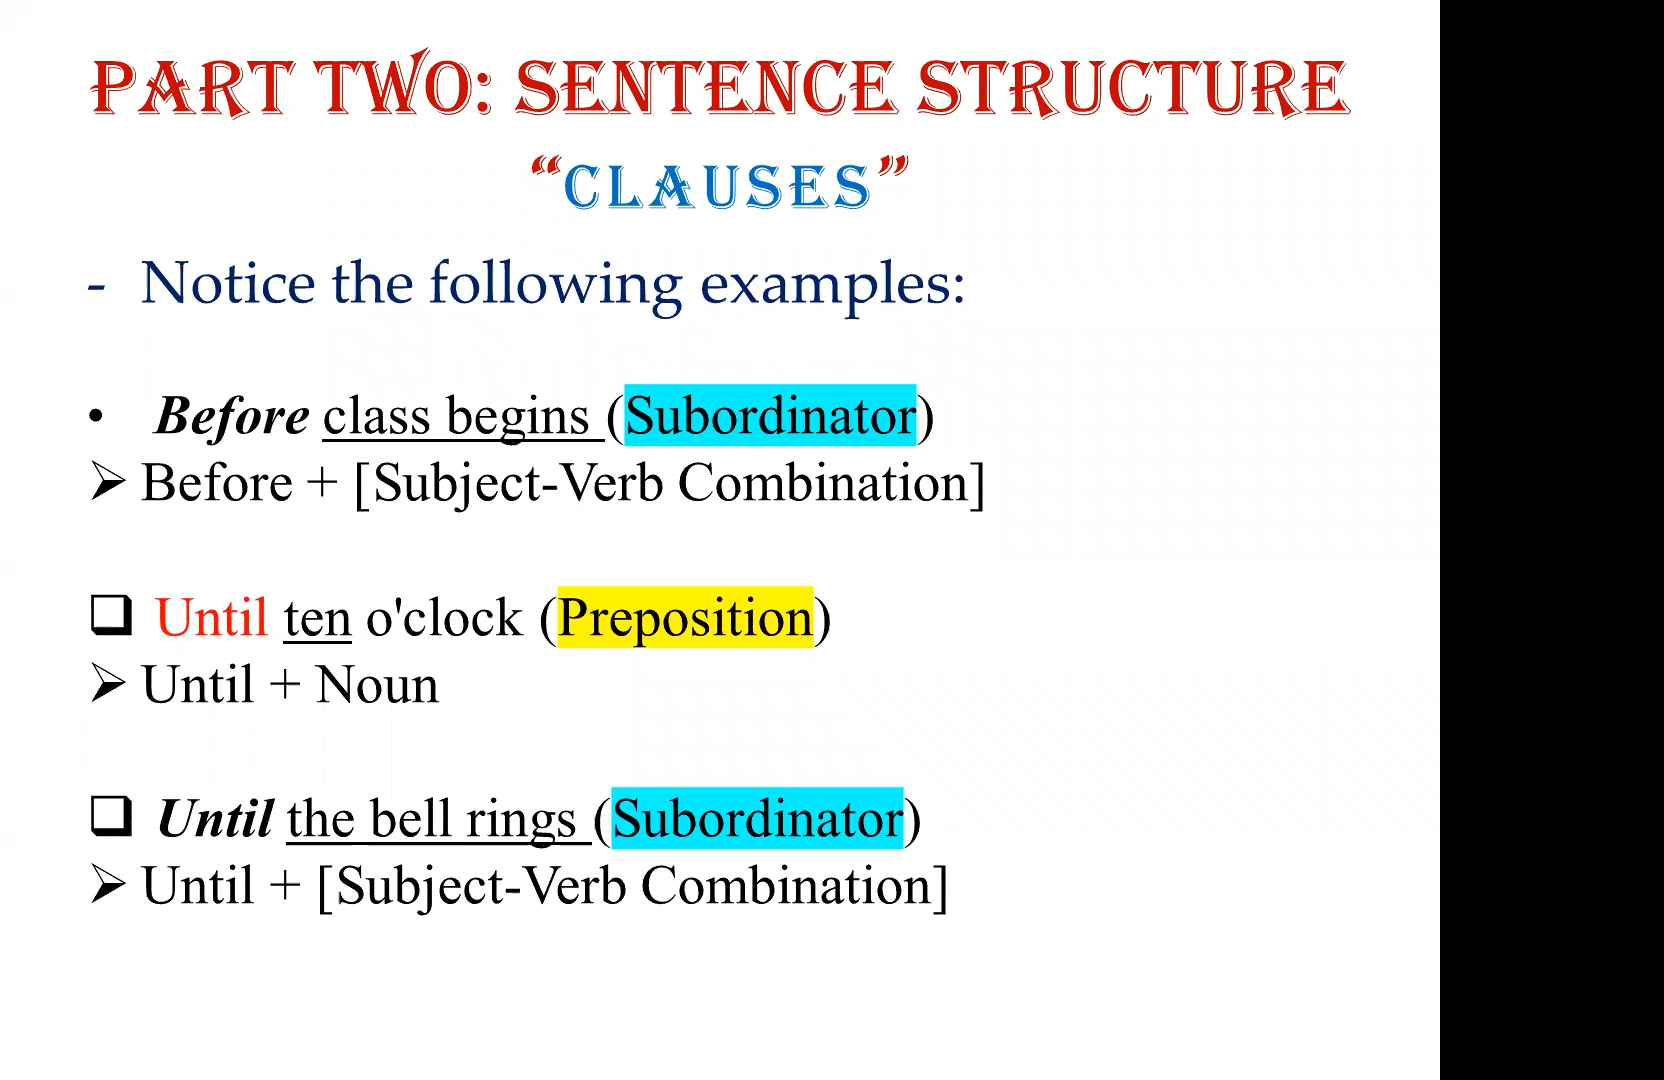 PART TWO: SENTENCE STRUCTURE
“CLAUSES”
- Notice the following examples:
• Before class begins (Subordinator)
➢ Before + [Subject-Verb Combination]
❑ Until ten o'clock (Preposition)
➢ Until + Noun
❑ Until the bell rings (Subordinator)
➢ Until + [Subject-Verb Combination]